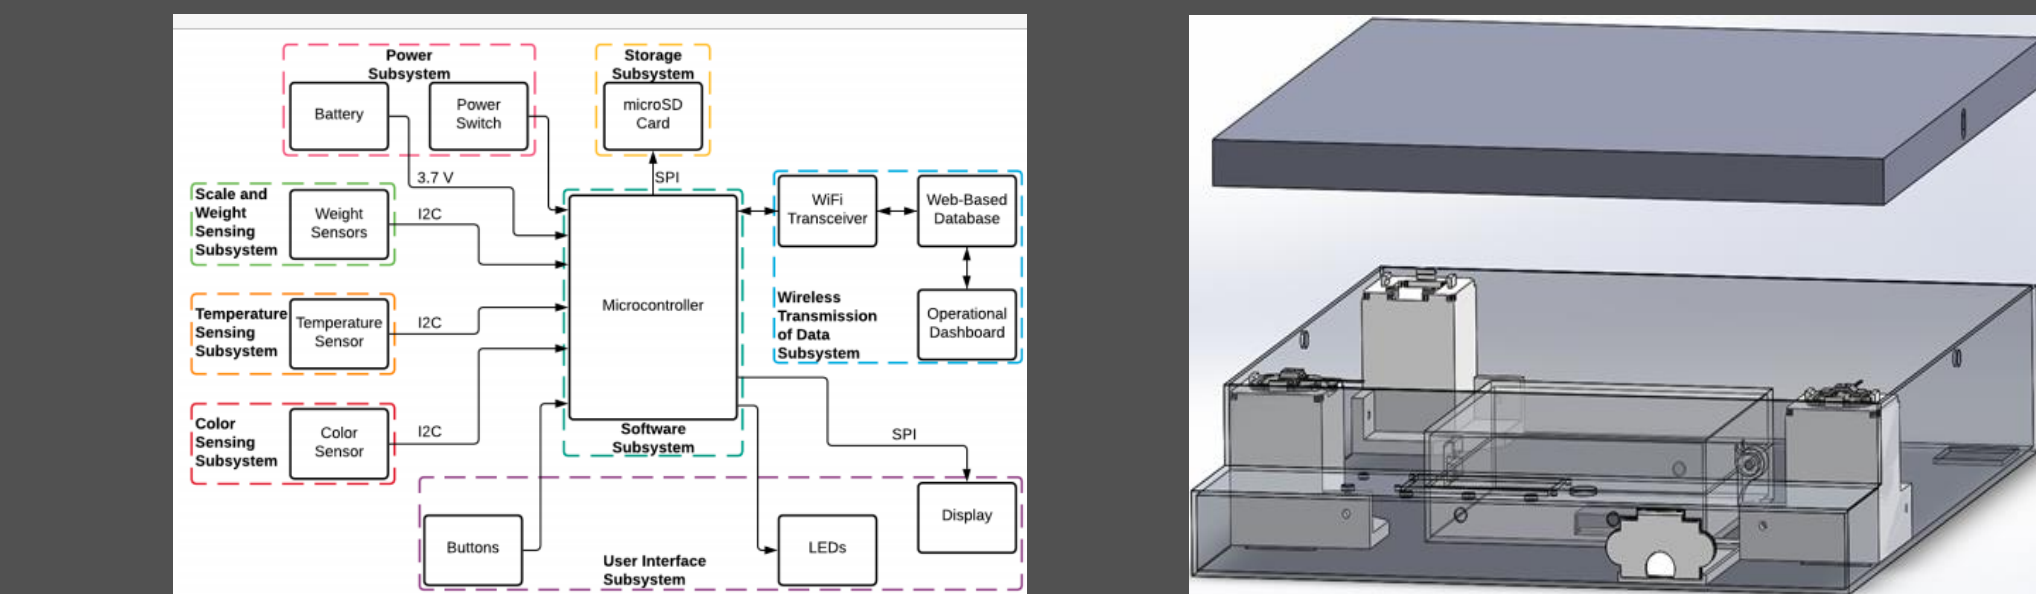 Power
Subsystem
Battery
Power
Switch
Storage
Subsystem
microSD
Card
3.7 V
SPI
Scale and
Weight
Sensing
Subsystem
Weight
Sensors
I2C
WiFi
Transceiver
Web-Based
Database
Microcontroller
Temperature
Sensing
Subsystem
Temperature
Sensor
I2C
Wireless
Transmission
of Data
Subsystem
Operational
Dashboard
Color
Sensing
Subsystem
Color
Sensor
I2C
Software
Subsystem
SPI
Buttons
User Interface
Subsystem
LEDs
Display